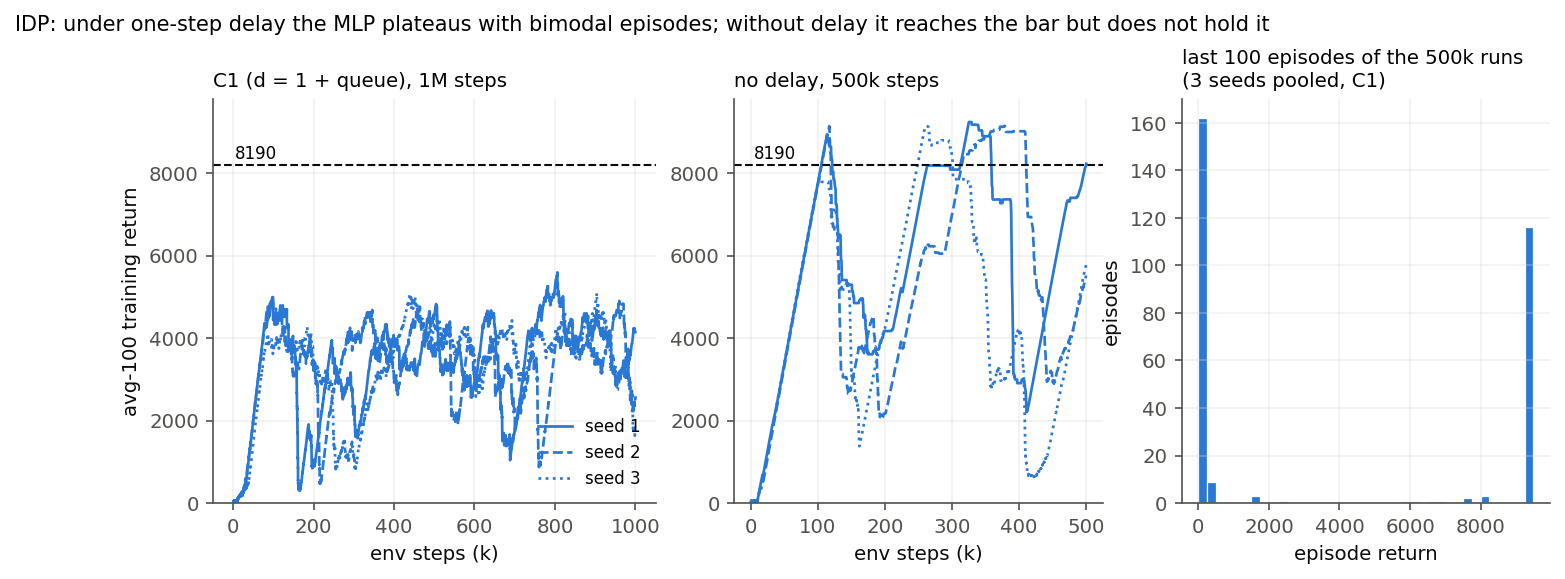 IDP: under one-step delay the MLP plateaus with bimodal episodes; without delay it reaches the bar but does not hold it
C1 (d = 1 + queue), 1M steps
avg-100 training return
8000
6000
4000
2000
0
8190
seed 1
seed 2
seed 3
0 200 400 600 800 1000
env steps (k)
no delay, 500k steps
8000
6000
4000
2000
0
8190
0 100 200 300 400 500
env steps (k)
last 100 episodes of the 500k runs
(3 seeds pooled, C1)
episodes
160
140
120
100
80
60
40
20
0
0 2000 4000 6000 8000
episode return